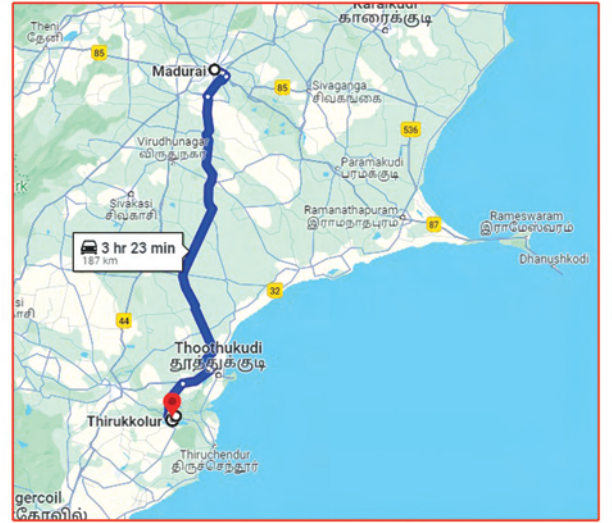 Karaikudi
காரைக்குடி
Theni
தேனி
85
Madurai
85
Sivaganga
சிவகங்கை
536
Virudhunagar
விருதுநகர்
Paramakudi
பரமக்குடி
Sivakasi
சிவகாசி
Ramanathapuram
இராமநாதபுரம்
87
Rameswaram
இராமேஸ்வரம்
Dhanushkodi
3 hr 23 min
187 km
32
si
44
Thoothukudi
தூத்துக்குடி
Thirukkolur
Thiruchendur
திருச்செந்தூர்
gercoil
கோவில்